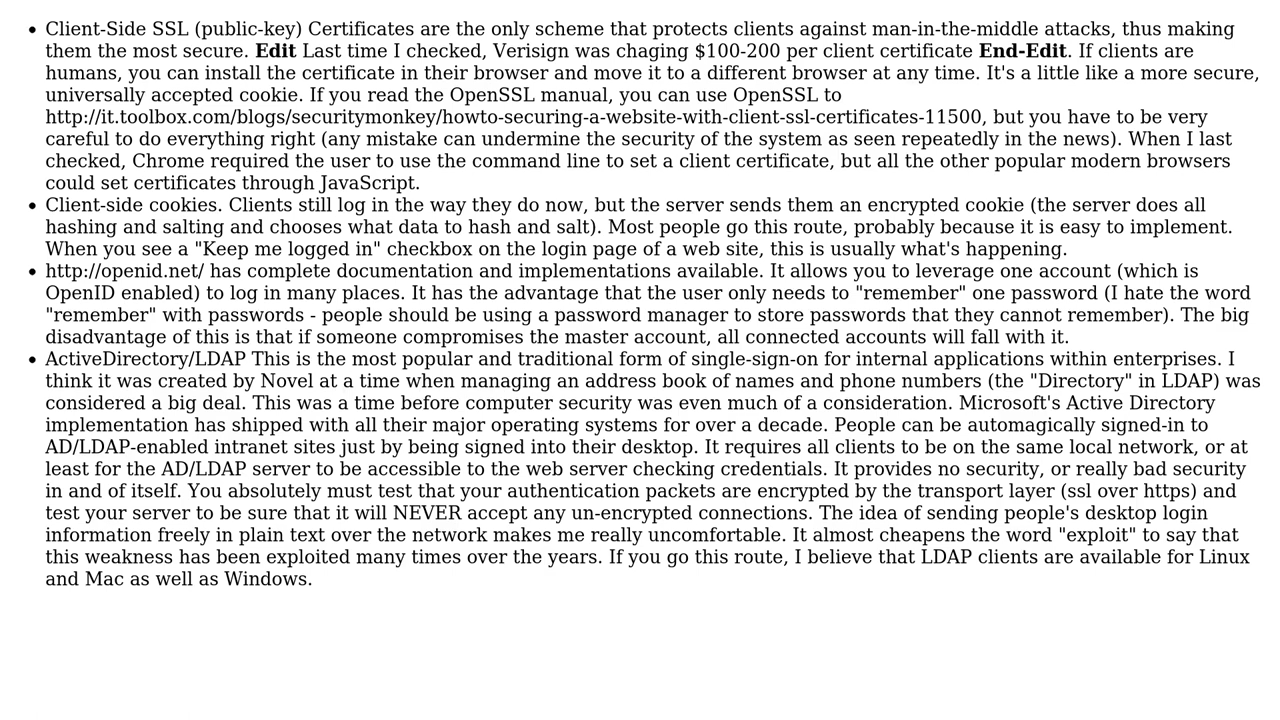 • Client-Side SSL (public-key) Certificates are the only scheme that protects clients against man-in-the-middle attacks, thus making
them the most secure. Edit Last time I checked, Verisign was chaging $100-200 per client certificate End-Edit. If clients are
humans, you can install the certificate in their browser and move it to a different browser at any time. It's a little like a more secure,
universally accepted cookie. If you read the OpenSSL manual, you can use OpenSSL to
http://it.toolbox.com/blogs/securitymonkey/howto-securing-a-website-with-client-ssl-certificates-11500, but you have to be very
careful to do everything right (any mistake can undermine the security of the system as seen repeatedly in the news). When I last
checked, Chrome required the user to use the command line to set a client certificate, but all the other popular modern browsers
could set certificates through JavaScript.
• Client-side cookies. Clients still log in the way they do now, but the server sends them an encrypted cookie (the server does all
hashing and salting and chooses what data to hash and salt). Most people go this route, probably because it is easy to implement.
When you see a "Keep me logged in" checkbox on the login page of a web site, this is usually what's happening.
• http://openid.net/ has complete documentation and implementations available. It allows you to leverage one account (which is
OpenID enabled) to log in many places. It has the advantage that the user only needs to "remember" one password (I hate the word
"remember" with passwords - people should be using a password manager to store passwords that they cannot remember). The big
disadvantage of this is that if someone compromises the master account, all connected accounts will fall with it.
• ActiveDirectory/LDAP This is the most popular and traditional form of single-sign-on for internal applications within enterprises. I
think it was created by Novel at a time when managing an address book of names and phone numbers (the "Directory" in LDAP) was
considered a big deal. This was a time before computer security was even much of a consideration. Microsoft's Active Directory
implementation has shipped with all their major operating systems for over a decade. People can be automagically signed-in to
AD/LDAP-enabled intranet sites just by being signed into their desktop. It requires all clients to be on the same local network, or at
least for the AD/LDAP server to be accessible to the web server checking credentials. It provides no security, or really bad security
in and of itself. You absolutely must test that your authentication packets are encrypted by the transport layer (ssl over https) and
test your server to be sure that it will NEVER accept any un-encrypted connections. The idea of sending people's desktop login
information freely in plain text over the network makes me really uncomfortable. It almost cheapens the word "exploit" to say that
this weakness has been exploited many times over the years. If you go this route, I believe that LDAP clients are available for Linux
and Mac as well as Windows.